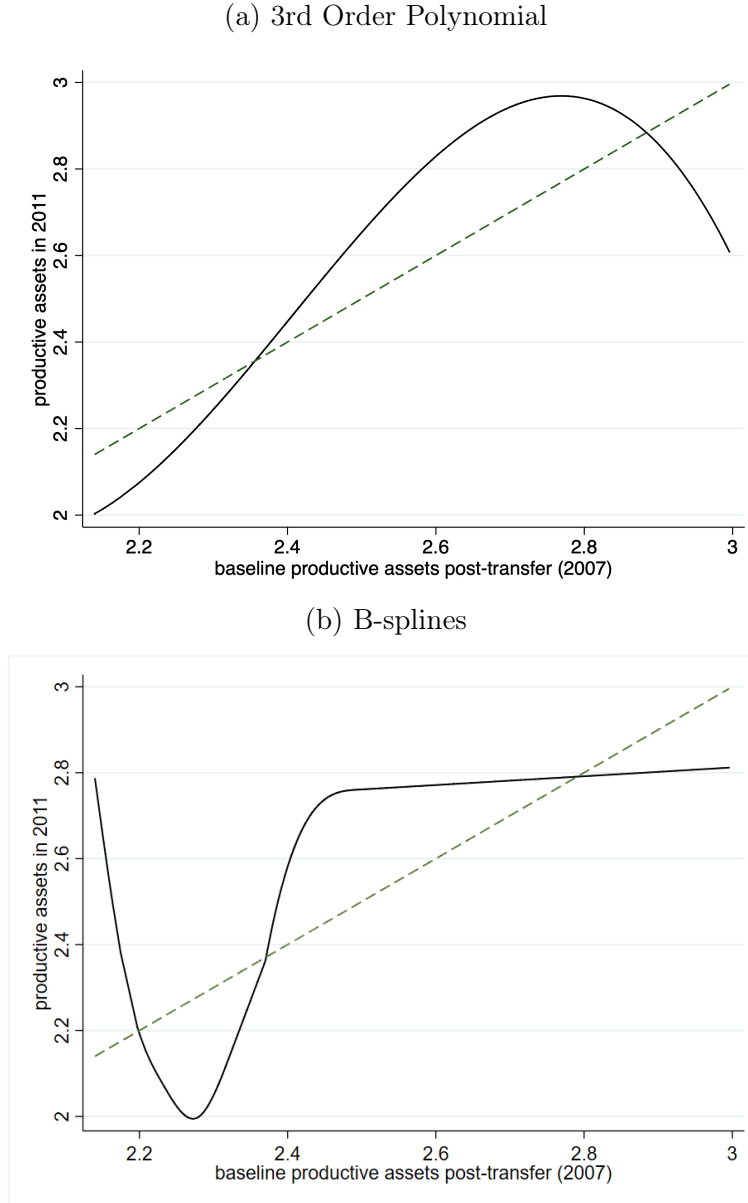 (a) 3rd Order Polynomial
3
2.8
2.6
2.4
2.2
2
productive assets in 2011
2.2 2.4 2.6 2.8 3
baseline productive assets post-transfer (2007)
(b) B-splines
3
2.8
2.6
2.4
2.2
2
productive assets in 2011
2.2 2.4 2.6 2.8 3
baseline productive assets post-transfer (2007)